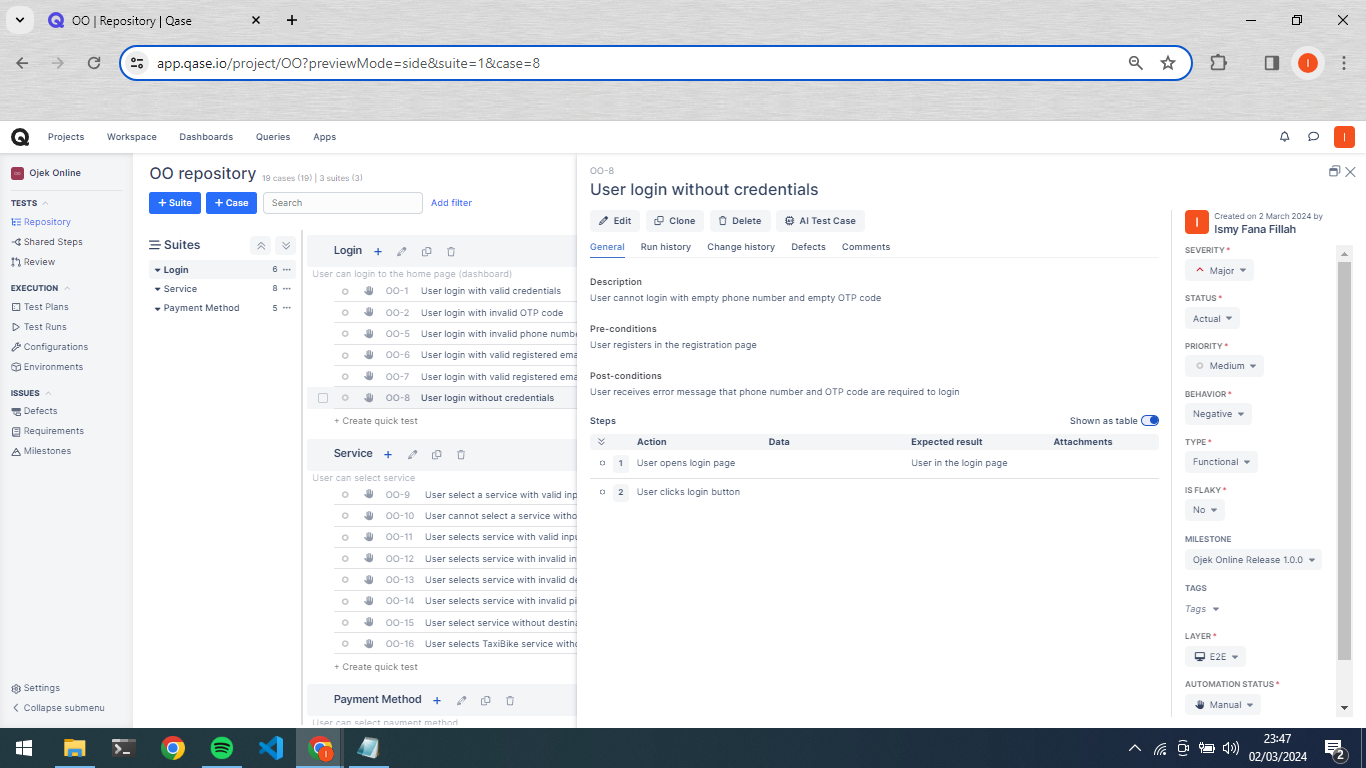 OO | Repository | Qase
app.qase.io/project/OO?previewMode=side&suite=1&case=8
I
Projects Workspace Dashboards Queries Apps
I
Ojek Online
TESTS
Repository
Shared Steps
Review
EXECUTION
Test Plans
Test Runs
Configurations
Environments
ISSUES
Defects
Requirements
Milestones
Settings
Collapse submenu
OO repository 19 cases (19) | 3 suites (3)
+ Suite + Case Search Add filter
Suites
Login 6
Service 8
Payment Method 5
Login +
User can login to the home page (dashboard)
OO-1 User login with valid credentials
OO-2 User login with invalid OTP code
OO-5 User login with invalid phone numbe
OO-6 User login with valid registered ema
OO-7 User login with valid registered ema
OO-8 User login without credentials
+ Create quick test
Service +
User can select service
OO-9 User select a service with valid inp
OO-10 User cannot select a service witho
OO-11 User selects service with valid inpu
OO-12 User selects service with invalid in
OO-13 User selects service with invalid de
OO-14 User selects service with invalid pi
OO-15 User select service without destina
OO-16 User selects TaxiBike service witho
+ Create quick test
Payment Method +
User can select payment method
OO-8
User login without credentials
Edit Clone Delete AI Test Case
General Run history Change history Defects Comments
Description
User cannot login with empty phone number and empty OTP code
Pre-conditions
User registers in the registration page
Post-conditions
User receives error message that phone number and OTP code are required to login
Steps Shown as table
Action Data Expected result Attachments
1 User opens login page User in the login page
2 User clicks login button
I
Created on 2 March 2024 by
Ismy Fana Fillah
SEVERITY *
Major
STATUS *
Actual
PRIORITY *
Medium
BEHAVIOR *
Negative
TYPE *
Functional
IS FLAKY *
No
MILESTONE
Ojek Online Release 1.0.0
TAGS
Tags
LAYER *
E2E
AUTOMATION STATUS *
Manual
I
23:47
02/03/2024
2